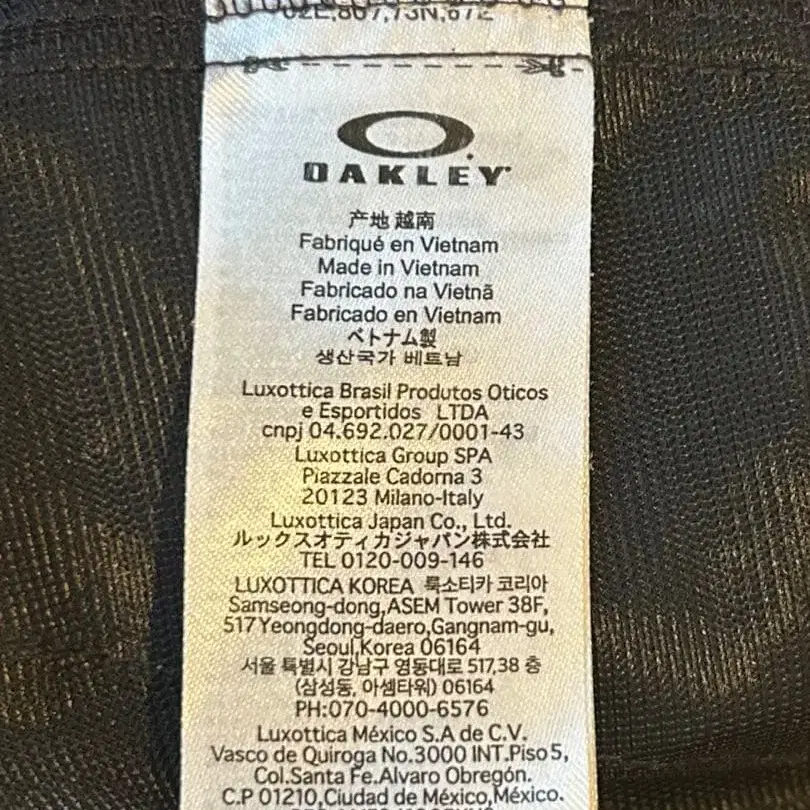 OAKLEY
产地 越南
Fabriqué en Vietnam
Made in Vietnam
Fabricado na Vietnã
Fabricado en Vietnam
ベトナム製
생산국가 베트남
Luxottica Brasil Produtos Oticos
e Esportidos LTDA
cnpj 04.692.027/0001-43
Luxottica Group SPA
Piazzale Cadorna 3
20123 Milano-Italy
Luxottica Japan Co., Ltd.
ルックスオティカジャパン株式会社
TEL 0120-009-146
LUXOTTICA KOREA 룩소티카 코리아
Samseong-dong,ASEM Tower 38F,
517Yeongdong-daero,Gangnam-gu,
Seoul,Korea 06164
서울 특별시 강남구 영동대로 517,38 층
(삼성동, 아셈타워) 06164
PH:070-4000-6576
Luxottica México S.A de C.V.
Vasco de Quiroga No.3000 INT.Piso5,
Col.Santa Fe.Alvaro Obregón.
C.P 01210,Ciudad de México,México.